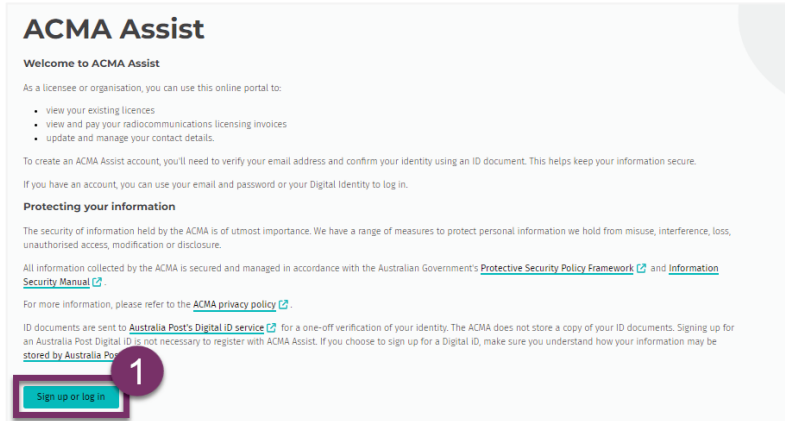 ACMA Assist
Welcome to ACMA Assist
As a licensee or organisation, you can use this online portal to:
• view your existing licences
• view and pay your radiocommunications licensing invoices
• update and manage your contact details.
To create an ACMA Assist account, you'll need to verify your email address and confirm your identity using an ID document. This helps keep your information secure.
If you have an account, you can use your email and password or your Digital Identity to log in.
Protecting your information
The security of information held by the ACMA is of utmost importance. We have a range of measures to protect personal information we hold from misuse, interference, loss,
unauthorised access, modification or disclosure.
All information collected by the ACMA is secured and managed in accordance with the Australian Government's Protective Security Policy Framework and Information
Security Manual .
For more information, please refer to the ACMA privacy policy .
ID documents are sent to Australia Post's Digital iD service for a one-off verification of your identity. The ACMA does not store a copy of your ID documents. Signing up for
an Australia Post Digital iD is not necessary to register with ACMA Assist. If you choose to sign up for a Digital iD, make sure you understand how your information may be
stored by Australia
1
Sign up or log in